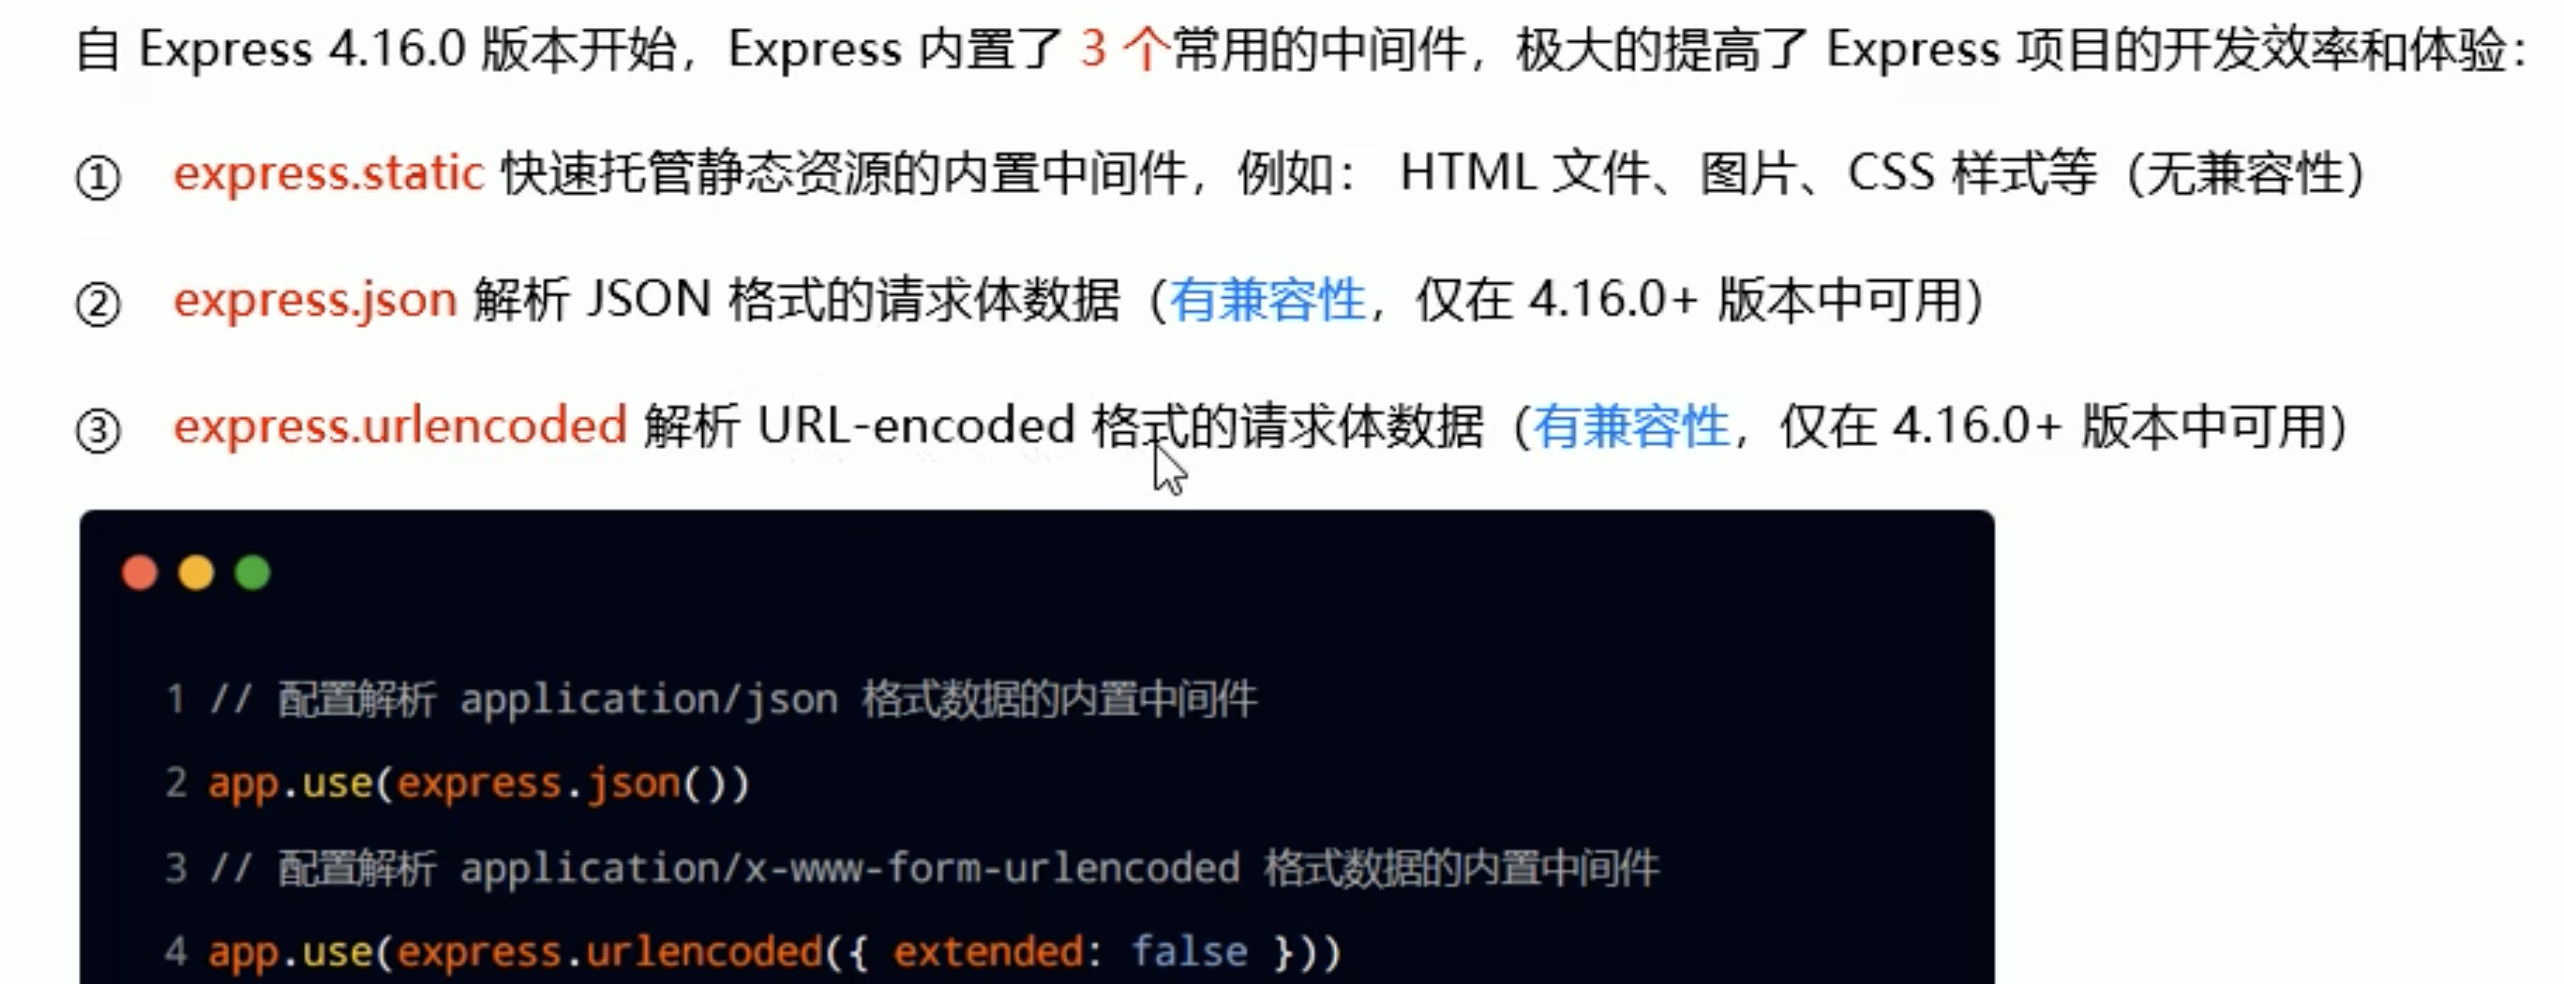 自 Express 4.16.0 版本开始，Express 内置了 3 个常用的中间件，极大的提高了 Express 项目的开发效率和体验：
① express.static 快速托管静态资源的内置中间件，例如： HTML 文件、图片、CSS 样式等（无兼容性）
② express.json 解析 JSON 格式的请求体数据（有兼容性，仅在 4.16.0+ 版本中可用）
③ express.urlencoded 解析 URL-encoded 格式的请求体数据（有兼容性，仅在 4.16.0+ 版本中可用）
1 // 配置解析 application/json 格式数据的内置中间件
2 app.use(express.json())
3 // 配置解析 application/x-www-form-urlencoded 格式数据的内置中间件
4 app.use(express.urlencoded({ extended: false }))